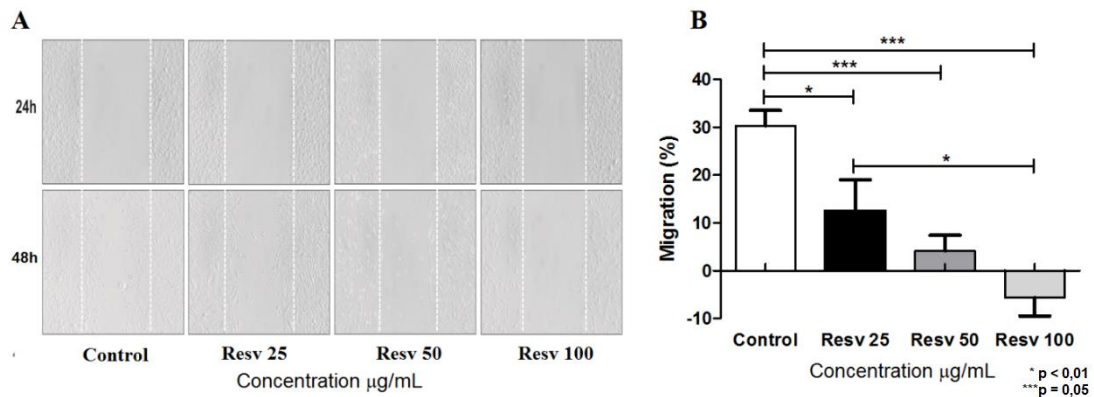 A
24h
48h
Control
Resv 25
Resv 50
Resv 100
Concentration μg/mL
B
***
***
*
*
Migration (%)
40
30
20
10
0
-10
Control
Resv 25
Resv 50
Resv 100
Concentration μg/mL
* p < 0,01
***p = 0,05